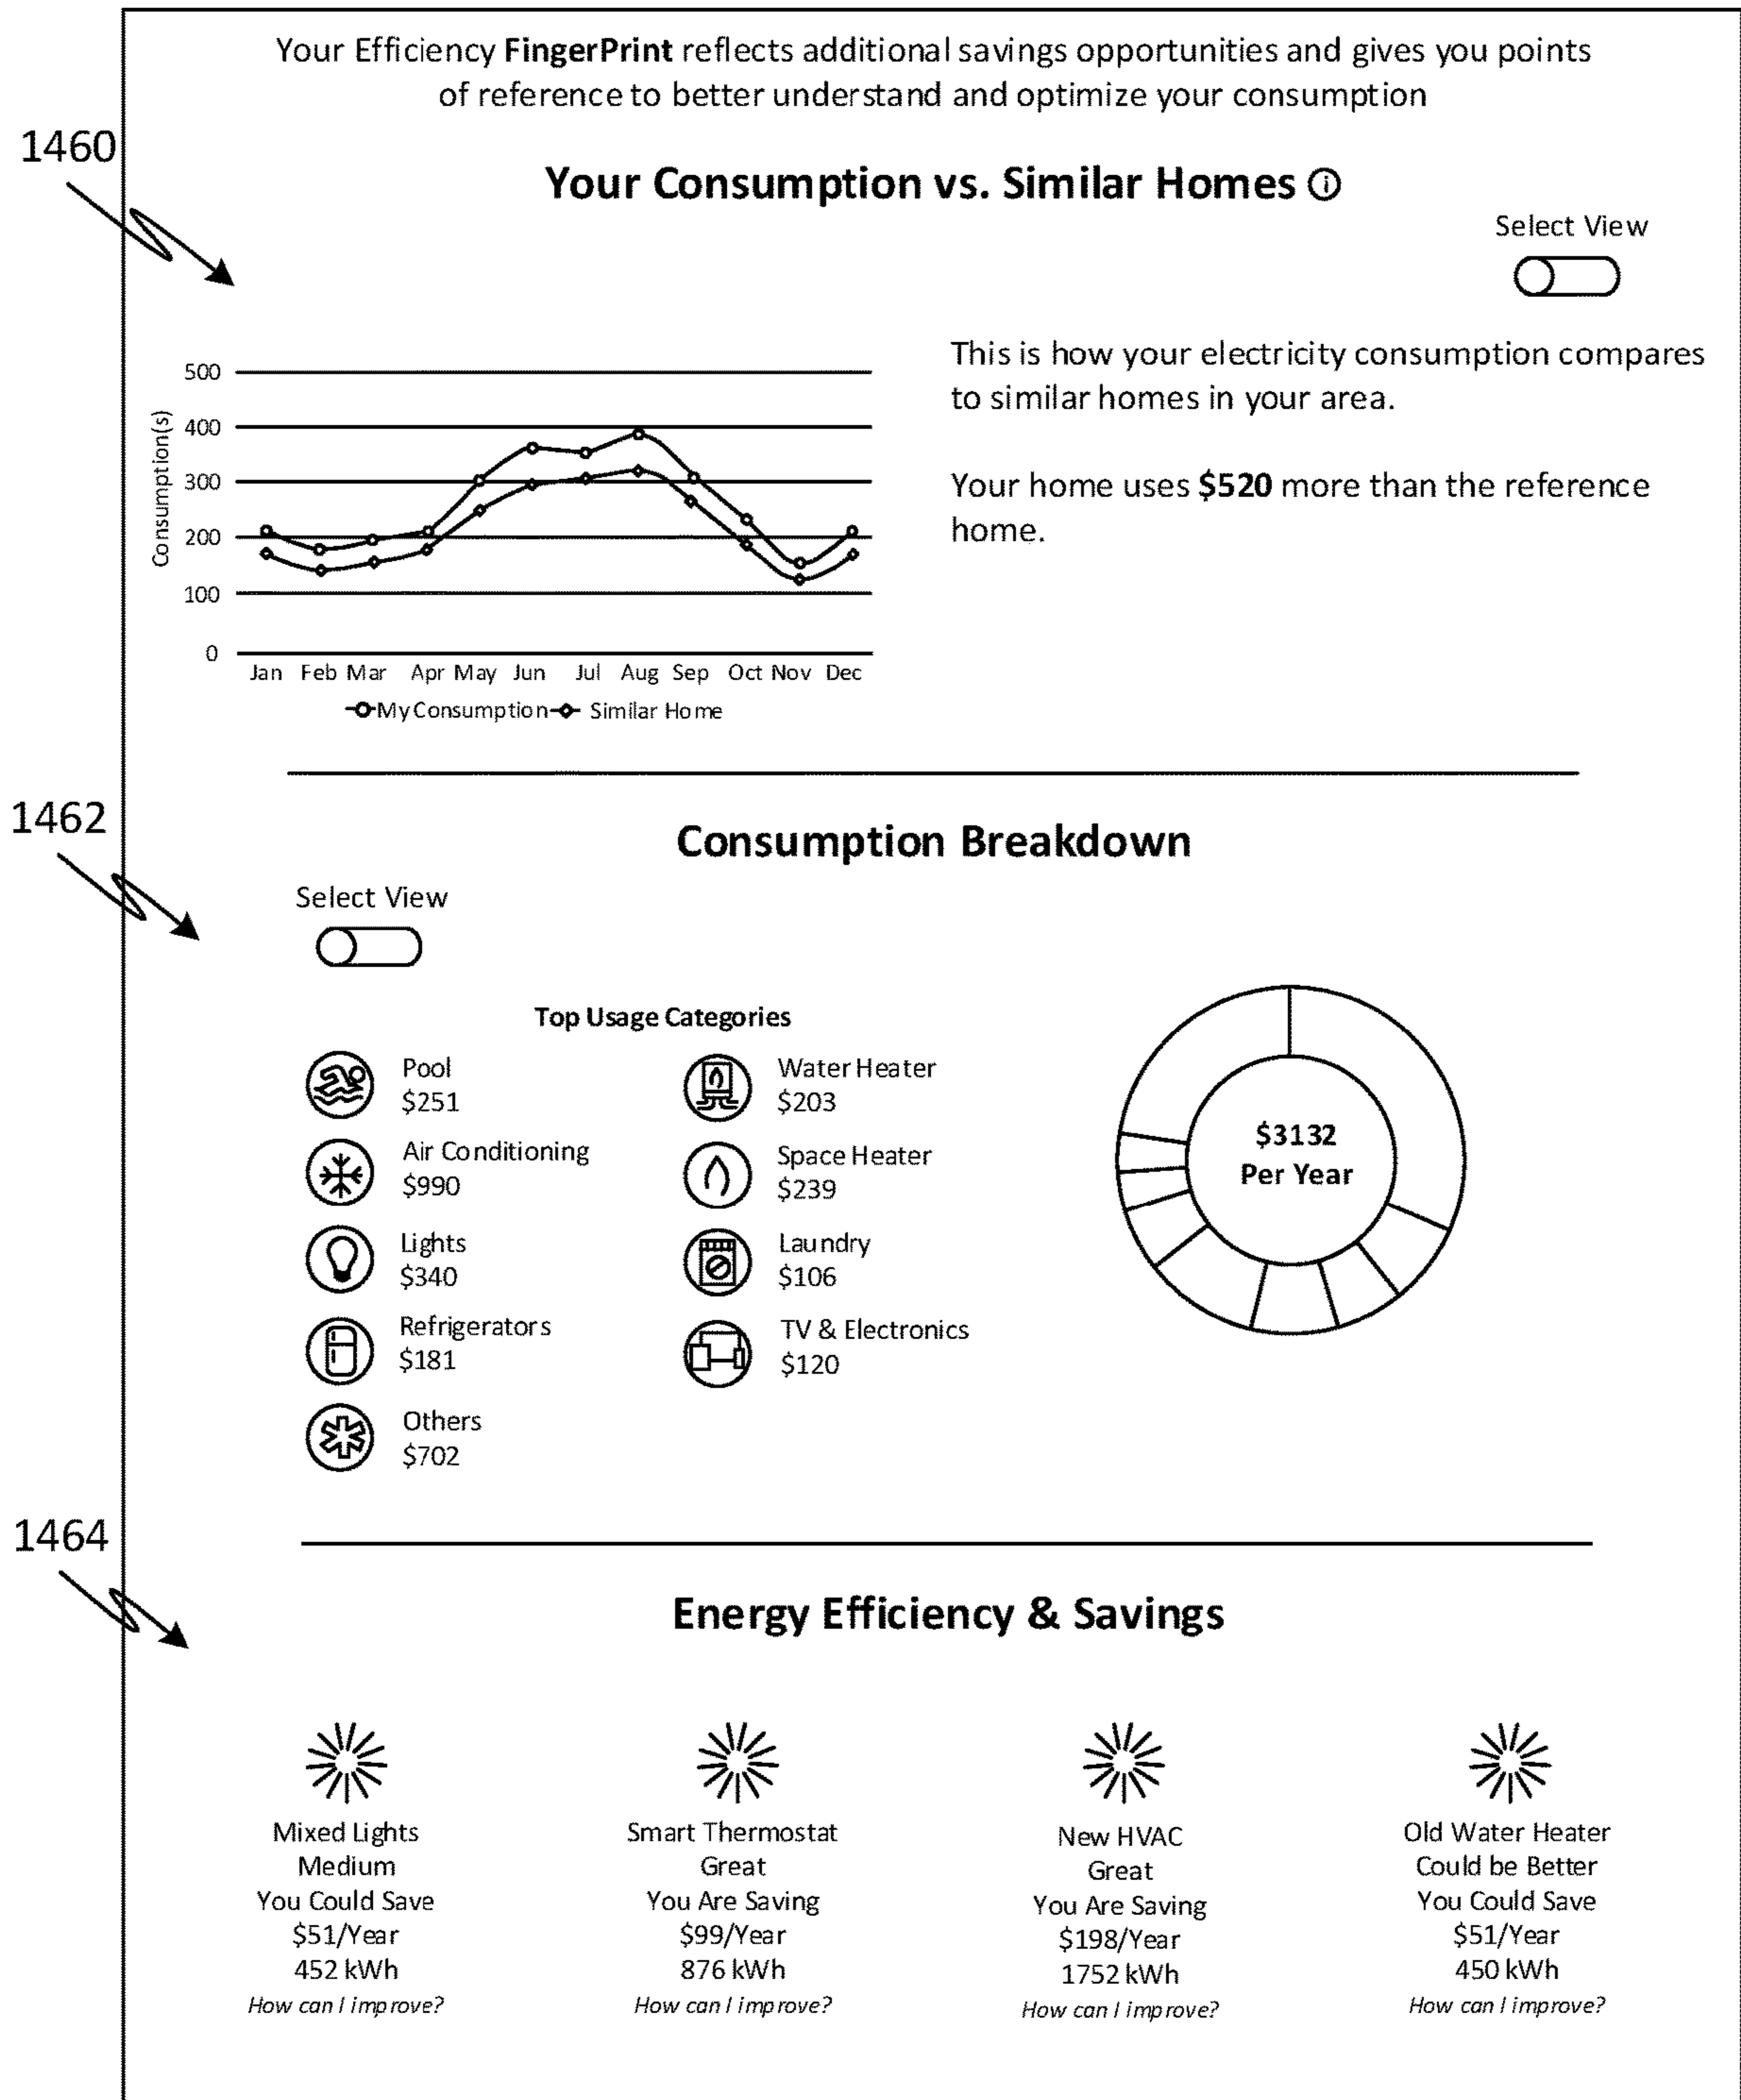 Your Efficiency FingerPrint reflects additional savings opportunities and gives you points
of reference to better understand and optimize your consumption
1460
Your Consumption vs. Similar Homes ⓘ
Select View
This is how your electricity consumption compares
to similar homes in your area.
Your home uses $520 more than the reference
home.
Consumption(s)
500
400
300
200
100
0
Jan Feb Mar Apr May Jun Jul Aug Sep Oct Nov Dec
My Consumption Similar Home
1462
Consumption Breakdown
Select View
Top Usage Categories
Pool
$251
Air Conditioning
$990
Lights
$340
Refrigerators
$181
Others
$702
Water Heater
$203
Space Heater
$239
Laundry
$106
TV & Electronics
$120
$3132
Per Year
1464
Energy Efficiency & Savings
Mixed Lights
Medium
You Could Save
$51/Year
452 kWh
How can I improve?
Smart Thermostat
Great
You Are Saving
$99/Year
876 kWh
How can I improve?
New HVAC
Great
You Are Saving
$198/Year
1752 kWh
How can I improve?
Old Water Heater
Could be Better
You Could Save
$51/Year
450 kWh
How can I improve?